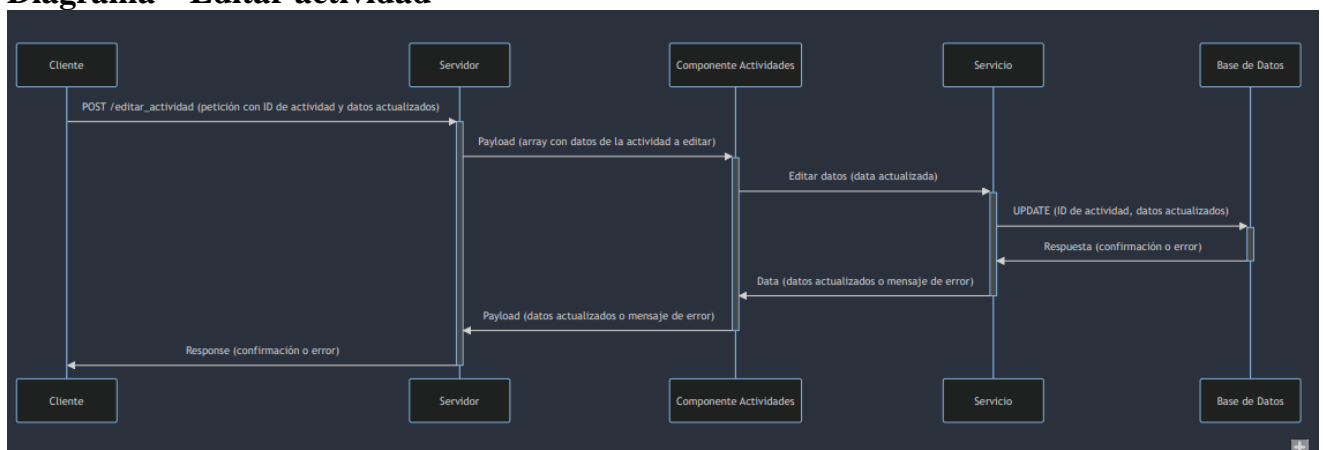 Diagrama – Editar actividad
Cliente
Servidor
Componente Actividades
Servicio
Base de Datos
POST /editar_actividad (petición con ID de actividad y datos actualizados)
Payload (array con datos de la actividad a editar)
Editar datos (data actualizada)
UPDATE (ID de actividad, datos actualizados)
Respuesta (confirmación o error)
Data (datos actualizados o mensaje de error)
Payload (datos actualizados o mensaje de error)
Response (confirmación o error)
Cliente
Servidor
Componente Actividades
Servicio
Base de Datos